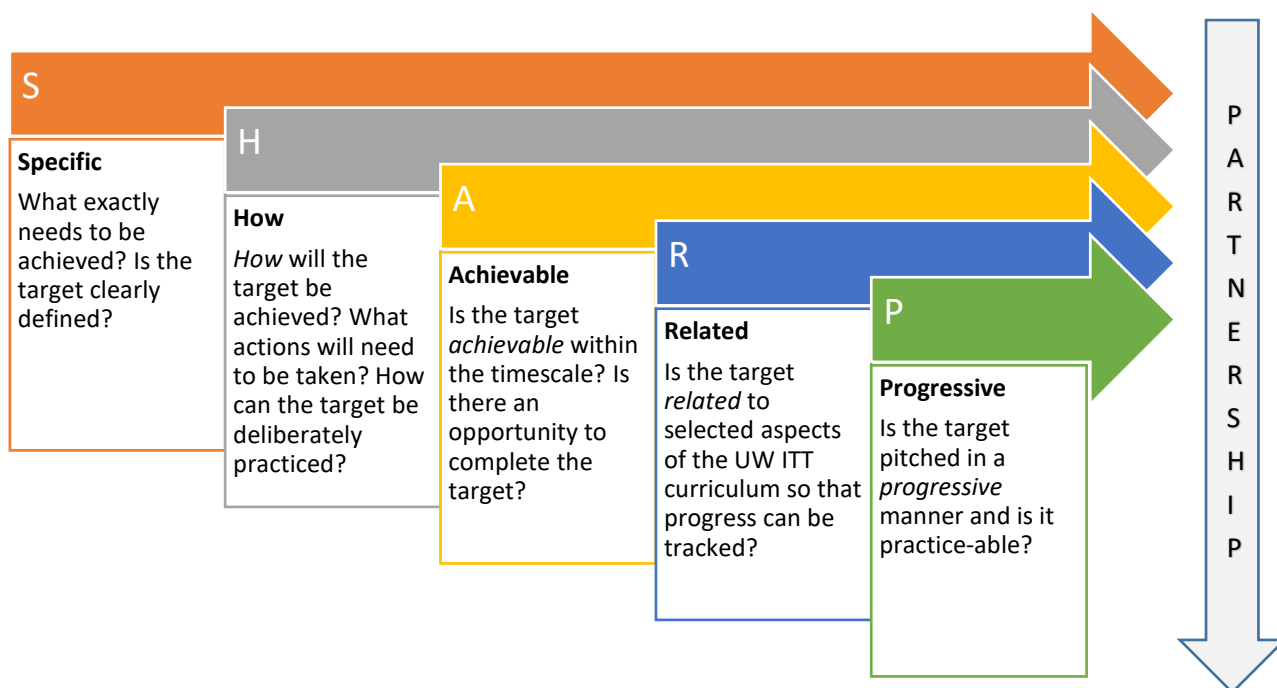 S
Specific
What exactly
needs to be
achieved? Is the
target clearly
defined?
H
How
How will the
target be
achieved? What
actions will need
to be taken? How
can the target be
deliberately
practiced?
A
Achievable
Is the target
achievable within
the timescale? Is
there an
opportunity to
complete the
target?
R
Related
Is the target
related to
selected aspects
of the UW ITT
curriculum so that
progress can be
tracked?
P
Progressive
Is the target
pitched in a
progressive
manner and is it
practice-able?
P
A
R
T
N
E
R
S
H
I
P